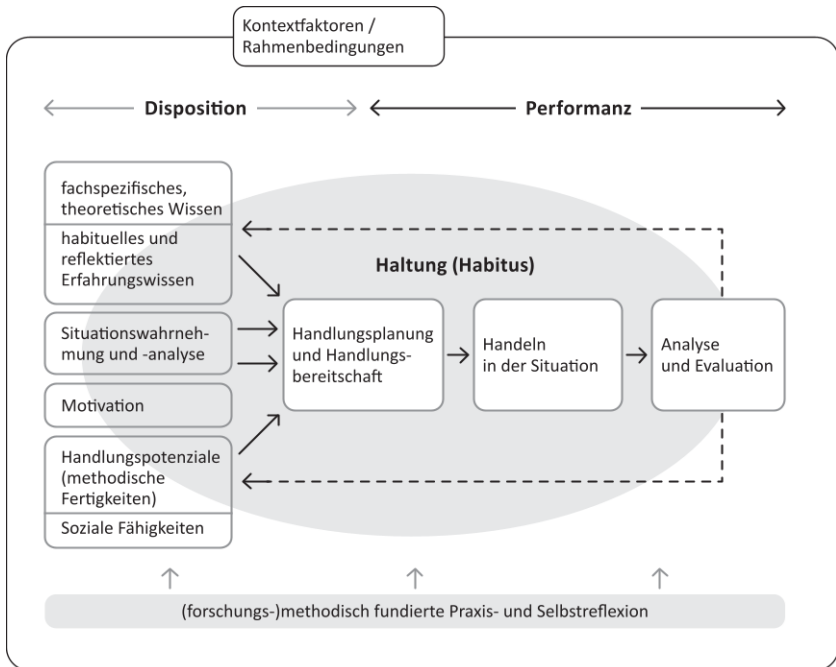 Kontextfaktoren /
Rahmenbedingungen
Disposition
Performanz
fachspezifisches,
theoretisches Wissen
habituelles und
reflektiertes
Erfahrungswissen
Situationswahrneh-
mung und -analyse
Motivation
Handlungspotenziale
(methodische
Fertigkeiten)
Soziale Fähigkeiten
Haltung (Habitus)
Handlungsplanung
und Handlungs-
bereitschaft
Handeln
in der Situation
Analyse
und Evaluation
(forschungs-)methodisch fundierte Praxis- und Selbstreflexion